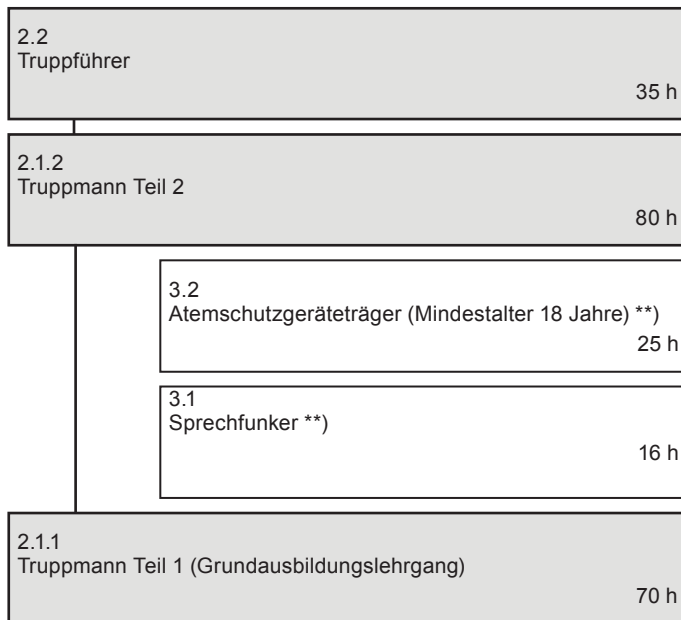 2.2
Truppführer
35 h
2.1.2
Truppmann Teil 2
80 h
3.2
Atemschutzgeräteträger (Mindestalter 18 Jahre) **)
25 h
3.1
Sprechfunker **)
16 h
2.1.1
Truppmann Teil 1 (Grundausbildungslehrgang)
70 h